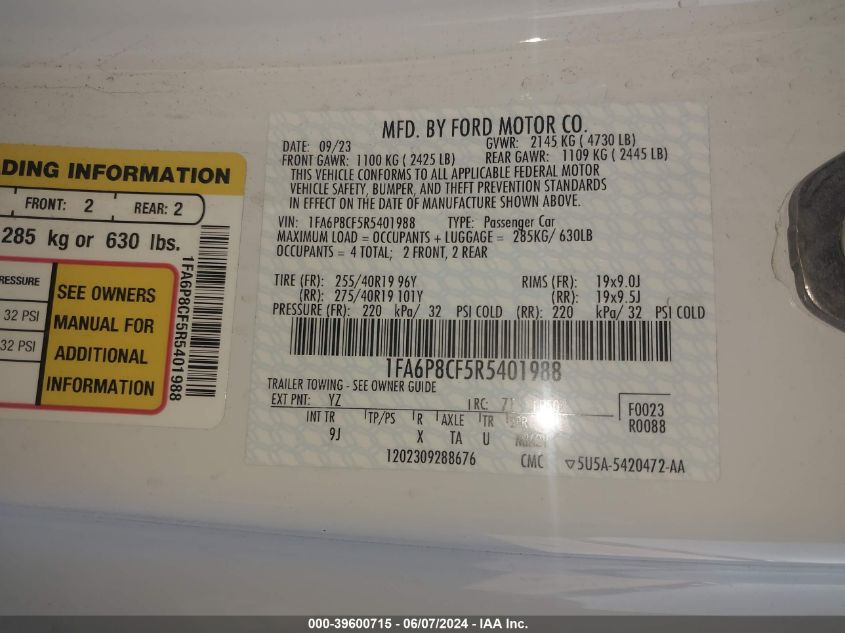 DING INFORMATION
FRONT: 2 REAR: 2
285 kg or 630 lbs.
RESSURE
32 PSI
32 PSI
SEE OWNERS
MANUAL FOR
ADDITIONAL
INFORMATION
1FA6P8CF5R5401988
MFD. BY FORD MOTOR CO.
DATE: 09/23 GVWR: 2145 KG ( 4730 LB)
FRONT GAWR: 1100 KG ( 2425 LB) REAR GAWR: 1109 KG ( 2445 LB)
THIS VEHICLE CONFORMS TO ALL APPLICABLE FEDERAL MOTOR
VEHICLE SAFETY, BUMPER, AND THEFT PREVENTION STANDARDS
IN EFFECT ON THE DATE OF MANUFACTURE SHOWN ABOVE.
VIN: 1FA6P8CF5R5401988 TYPE: Passenger Car
MAXIMUM LOAD = OCCUPANTS + LUGGAGE = 285KG/ 630LB
OCCUPANTS = 4 TOTAL; 2 FRONT, 2 REAR
TIRE (FR): 255/40R19 96Y RIMS (FR): 19x9.0J
(RR): 275/40R19 101Y (RR): 19x9.5J
PRESSURE (FR): 220 kPa/ 32 PSI COLD (RR): 220 kPa/ 32 PSI COLD
1FA6P8CF5R5401988
TRAILER TOWING - SEE OWNER GUIDE
EXT PNT: YZ RC: F0023
INT TR TP/PS R AXLE TR R0088
9J X TA U
1202309288676 CMC 5U5A-5420472-AA
000-39600715 - 06/07/2024 - IAA Inc.